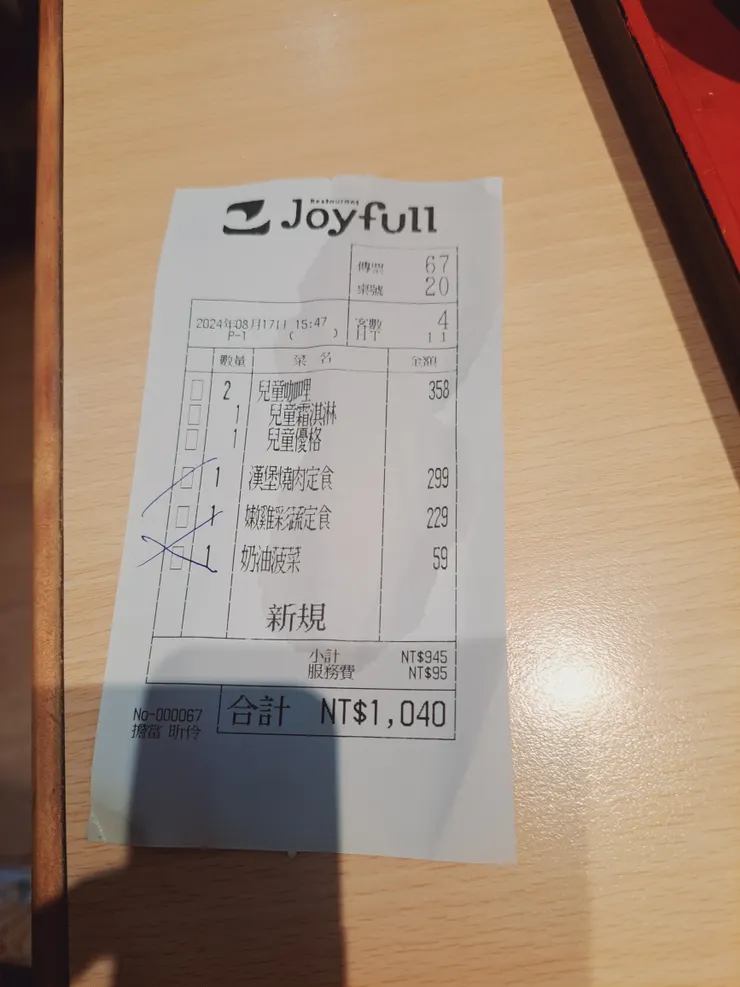 Restaurant
Joyfull
傳票 67
桌號 20
2024年08月17日 15:47
P-1 ( )
客數 4
11
數量 菜名 金額
2 兒童咖哩 358
1 兒童霜淇淋
1 兒童優格
1 漢堡燒肉定食 299
1 嫩雞彩蔬定食 229
1 奶油菠菜 59
新規
小計 NT$945
服務費 NT$95
合計 NT$1,040
No-000067
擔當 昕伶